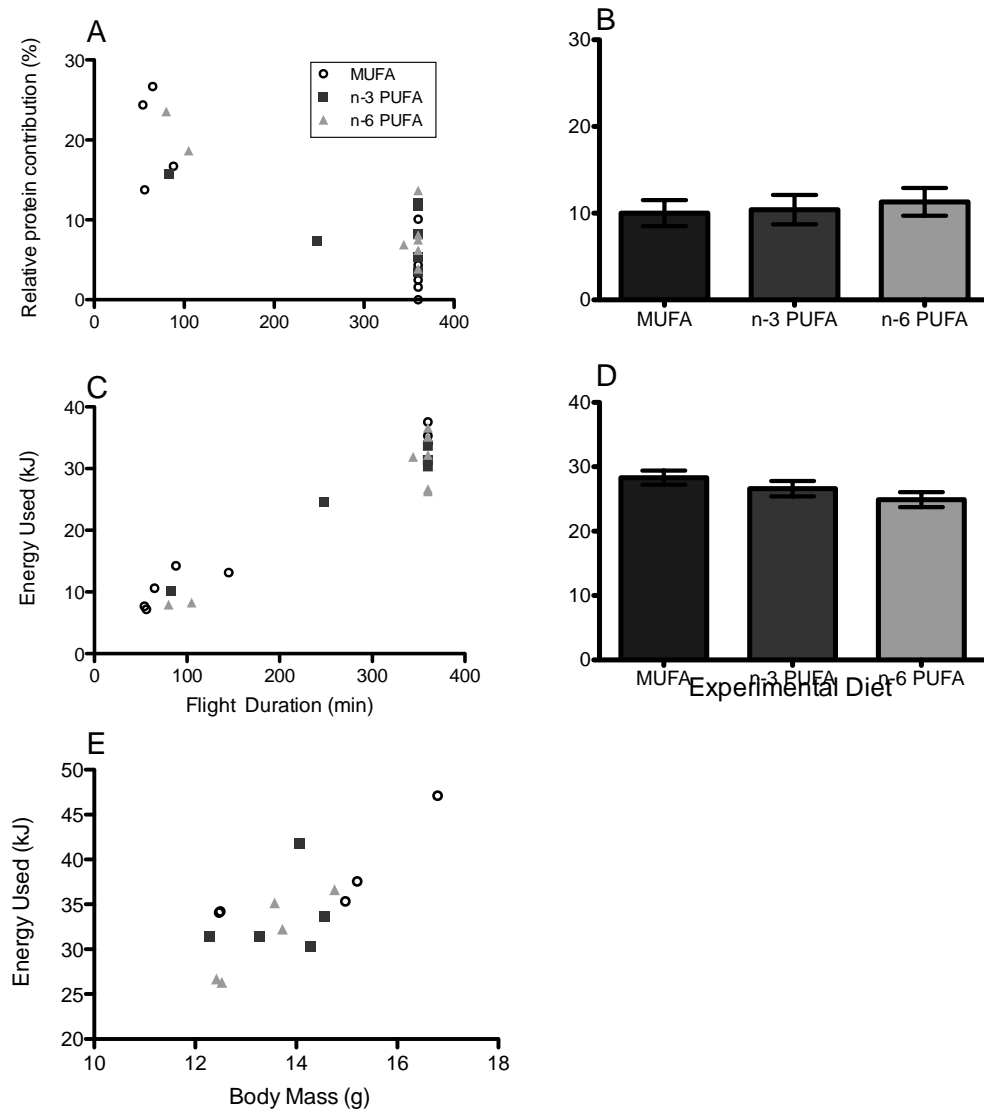 A
Relative protein contribution (%)
30
20
10
0
0 100 200 300 400
MUFA
n-3 PUFA
n-6 PUFA
B
30
20
10
0
MUFA n-3 PUFA n-6 PUFA
C
Energy Used (kJ)
40
30
20
10
0
0 100 200 300 400
Flight Duration (min)
D
40
30
20
10
0
MUFA n-3 PUFA n-6 PUFA
Experimental Diet
E
Energy Used (kJ)
50
45
40
35
30
25
20
10 12 14 16 18
Body Mass (g)